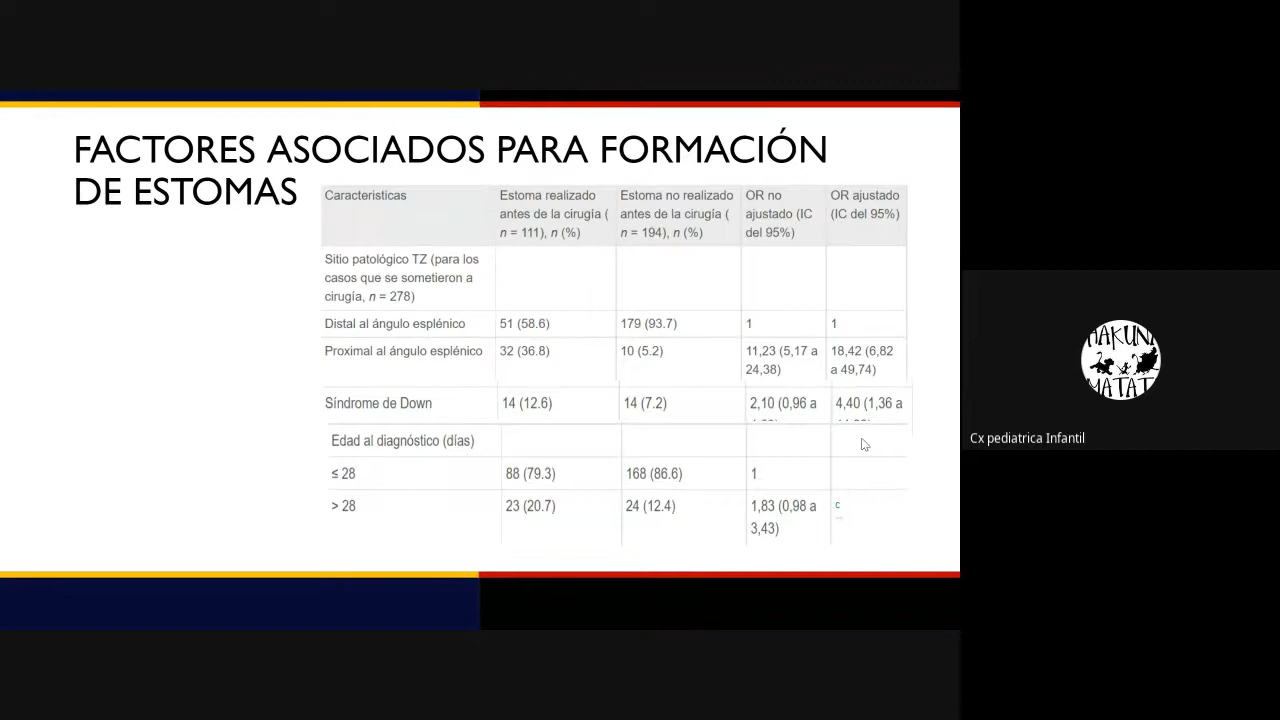 FACTORES ASOCIADOS PARA FORMACIÓN
DE ESTOMAS
Caracteristicas
Estoma realizado
antes de la cirugía (
n = 111), n (%)
Estoma no realizado
antes de la cirugía (
n = 194), n (%)
OR no
ajustado (IC
del 95%)
OR ajustado
(IC del 95%)
Sitio patológico TZ (para los
casos que se sometieron a
cirugía, n = 278)
Distal al ángulo esplénico
51 (58.6)
179 (93.7)
1
1
Proximal al ángulo esplénico
32 (36.8)
10 (5.2)
11,23 (5,17 a
24,38)
18,42 (6,82
a 49,74)
Síndrome de Down
14 (12.6)
14 (7.2)
2,10 (0,96 a
4,40 (1,36 a
Edad al diagnóstico (días)
≤ 28
88 (79.3)
168 (86.6)
1
> 28
23 (20.7)
24 (12.4)
1,83 (0,98 a
3,43)
c
HAKUNA
MATAT
Cx pediatrica Infantil